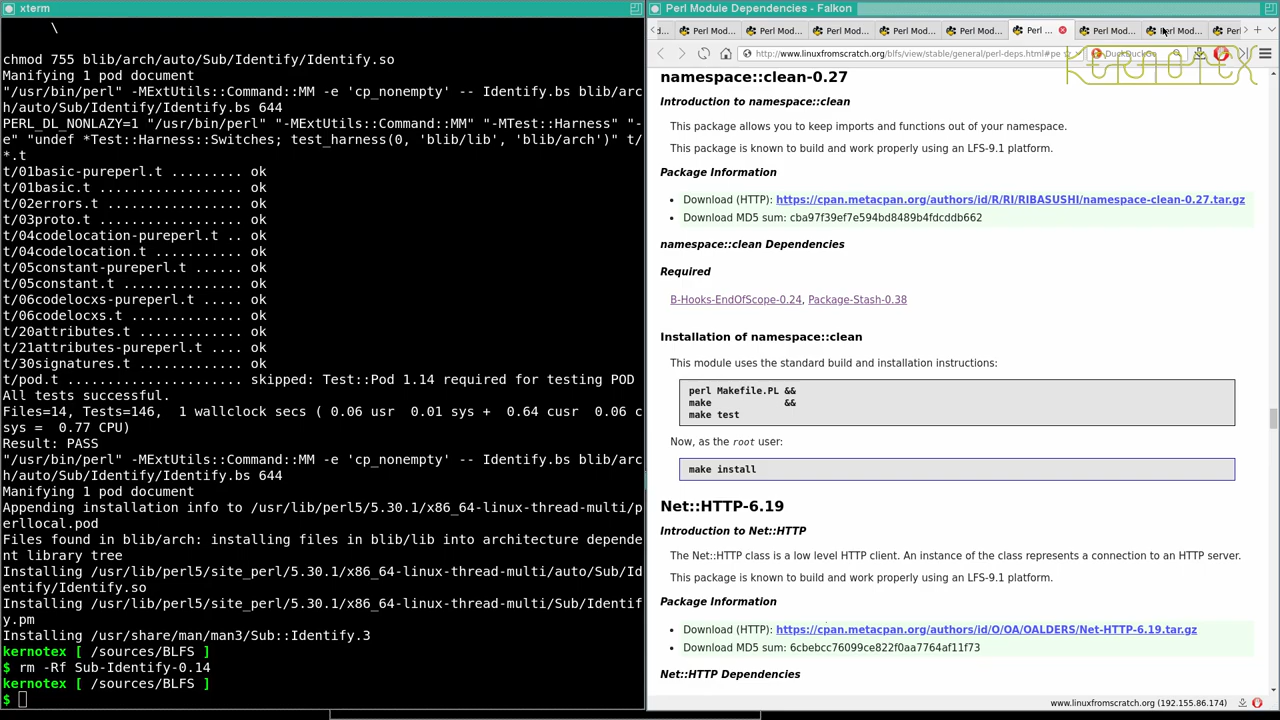 xterm
\
chmod 755 blib/arch/auto/Sub/Identify/Identify.so
Manifying 1 pod document
"/usr/bin/perl" -MExtUtils::Command::MM -e 'cp_nonempty' -- Identify.bs blib/arc
h/auto/Sub/Identify/Identify.bs 644
PERL_DL_NONLAZY=1 "/usr/bin/perl" "-MExtUtils::Command::MM" "-MTest::Harness" "-
e" "undef *Test::Harness::Switches; test_harness(0, 'blib/lib', 'blib/arch')" t/
*.t
t/01basic-pureperl.t ......... ok
t/01basic.t .................. ok
t/02errors.t ................. ok
t/03proto.t .................. ok
t/04codelocation-pureperl.t .. ok
t/04codelocation.t ........... ok
t/05constant-pureperl.t ...... ok
t/05constant.t ............... ok
t/06codelocxs-pureperl.t ..... ok
t/06codelocxs.t .............. ok
t/20attributes.t ............. ok
t/21attributes-pureperl.t .... ok
t/30signatures.t ............. ok
t/pod.t ...................... skipped: Test::Pod 1.14 required for testing POD
All tests successful.
Files=14, Tests=146,  1 wallclock secs ( 0.06 usr  0.01 sys +  0.64 cusr  0.06 c
sys =  0.77 CPU)
Result: PASS
"/usr/bin/perl" -MExtUtils::Command::MM -e 'cp_nonempty' -- Identify.bs blib/arc
h/auto/Sub/Identify/Identify.bs 644
Manifying 1 pod document
Appending installation info to /usr/lib/perl5/5.30.1/x86_64-linux-thread-multi/p
erllocal.pod
Files found in blib/arch: installing files in blib/lib into architecture depende
nt library tree
Installing /usr/lib/perl5/site_perl/5.30.1/x86_64-linux-thread-multi/auto/Sub/Id
entify/Identify.so
Installing /usr/lib/perl5/site_perl/5.30.1/x86_64-linux-thread-multi/Sub/Identif
y.pm
Installing /usr/share/man/man3/Sub::Identify.3
kernotex [ /sources/BLFS ]
$ rm -Rf Sub-Identify-0.14
kernotex [ /sources/BLFS ]
$
Perl Module Dependencies - Falkon
d... Perl Mod... Perl Mod... Perl Mod... Perl Mod... Perl Mod... Perl ... Perl Mod... Perl Mod... Perl
http://www.linuxfromscratch.org/blfs/view/stable/general/perl-deps.html#pe DuckDuckGo
KERNOTEX
namespace::clean-0.27
Introduction to namespace::clean
This package allows you to keep imports and functions out of your namespace.
This package is known to build and work properly using an LFS-9.1 platform.
Package Information
• Download (HTTP): https://cpan.metacpan.org/authors/id/R/RI/RIBASUSHI/namespace-clean-0.27.tar.gz
• Download MD5 sum: cba97f39ef7e594bd8489b4fdcddb662
namespace::clean Dependencies
Required
B-Hooks-EndOfScope-0.24, Package-Stash-0.38
Installation of namespace::clean
This module uses the standard build and installation instructions:
perl Makefile.PL &&
make             &&
make test
Now, as the root user:
make install
Net::HTTP-6.19
Introduction to Net::HTTP
The Net::HTTP class is a low level HTTP client. An instance of the class represents a connection to an HTTP server.
This package is known to build and work properly using an LFS-9.1 platform.
Package Information
• Download (HTTP): https://cpan.metacpan.org/authors/id/O/OA/OALDERS/Net-HTTP-6.19.tar.gz
• Download MD5 sum: 6cbebcc76099ce822f0aa7764af11f73
Net::HTTP Dependencies
www.linuxfromscratch.org (192.155.86.174)